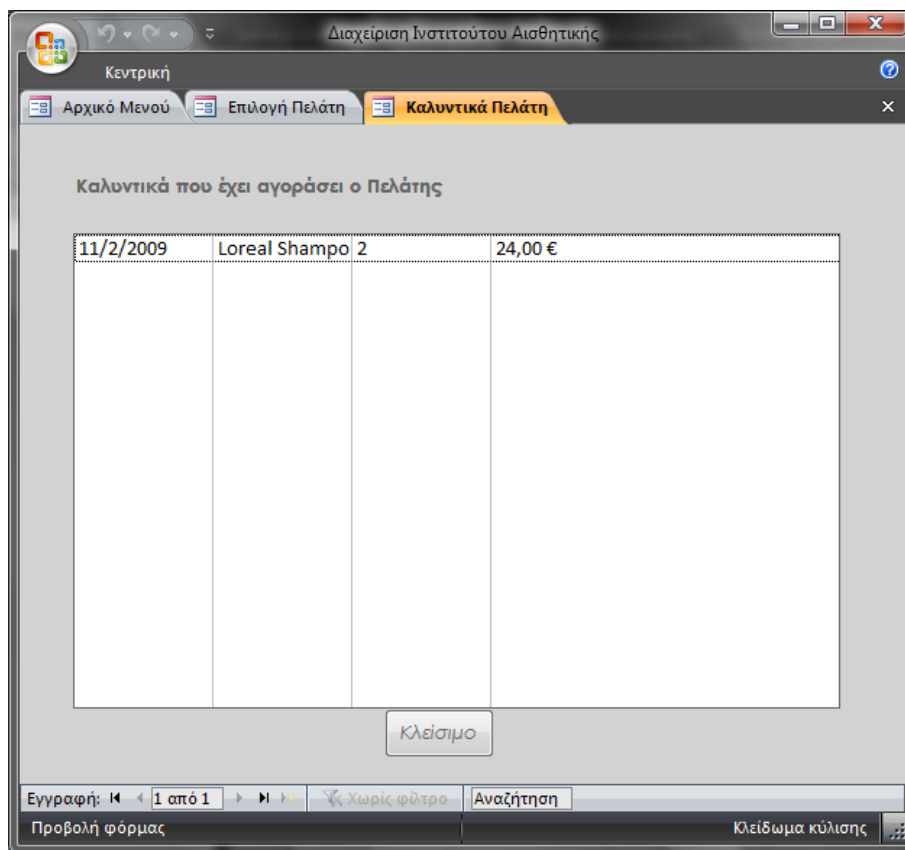 Διαχείριση Ινστιτούτου Αισθητικής
Κεντρική
Αρχικό Μενού Επιλογή Πελάτη Καλυντικά Πελάτη
Καλυντικά που έχει αγοράσει ο Πελάτης
11/2/2009 Loreal Shampo 2 24,00 €
Κλείσιμο
Εγγραφή: 1 από 1 Χωρίς φίλτρο Αναζήτηση
Προβολή φόρμας Κλείδωμα κύλισης